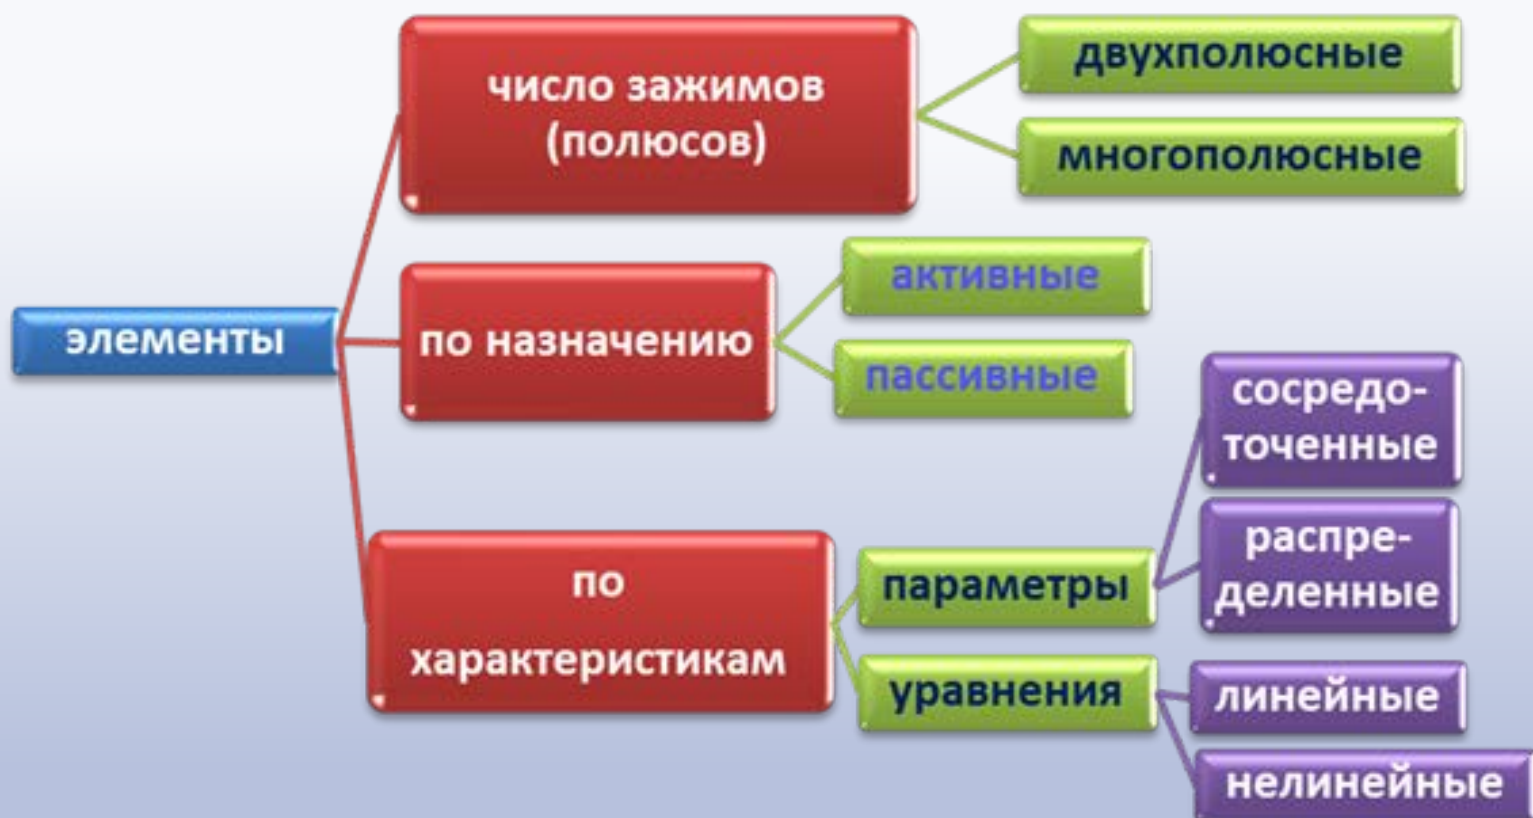 элементы
число зажимов
(полюсов)
двухполюсные
многополюсные
по назначению
активные
пассивные
по
характеристикам
параметры
сосредо-
точенные
распре-
деленные
уравнения
линейные
нелинейные